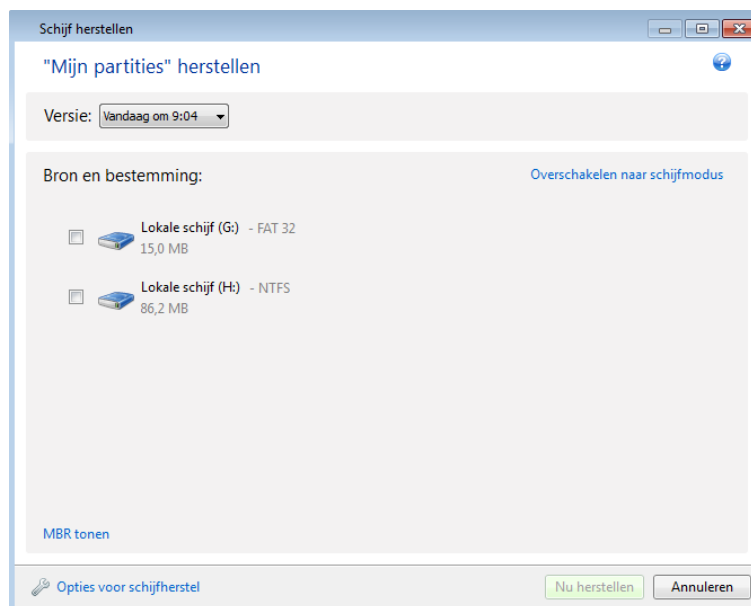 Schijf herstellen
"Mijn partities" herstellen
Versie: Vandaag om 9:04
Bron en bestemming:
Overschakelen naar schijfmodus
Lokale schijf (G:) - FAT 32
15,0 MB
Lokale schijf (H:) - NTFS
86,2 MB
MBR tonen
Opties voor schijfherstel
Nu herstellen
Annuleren